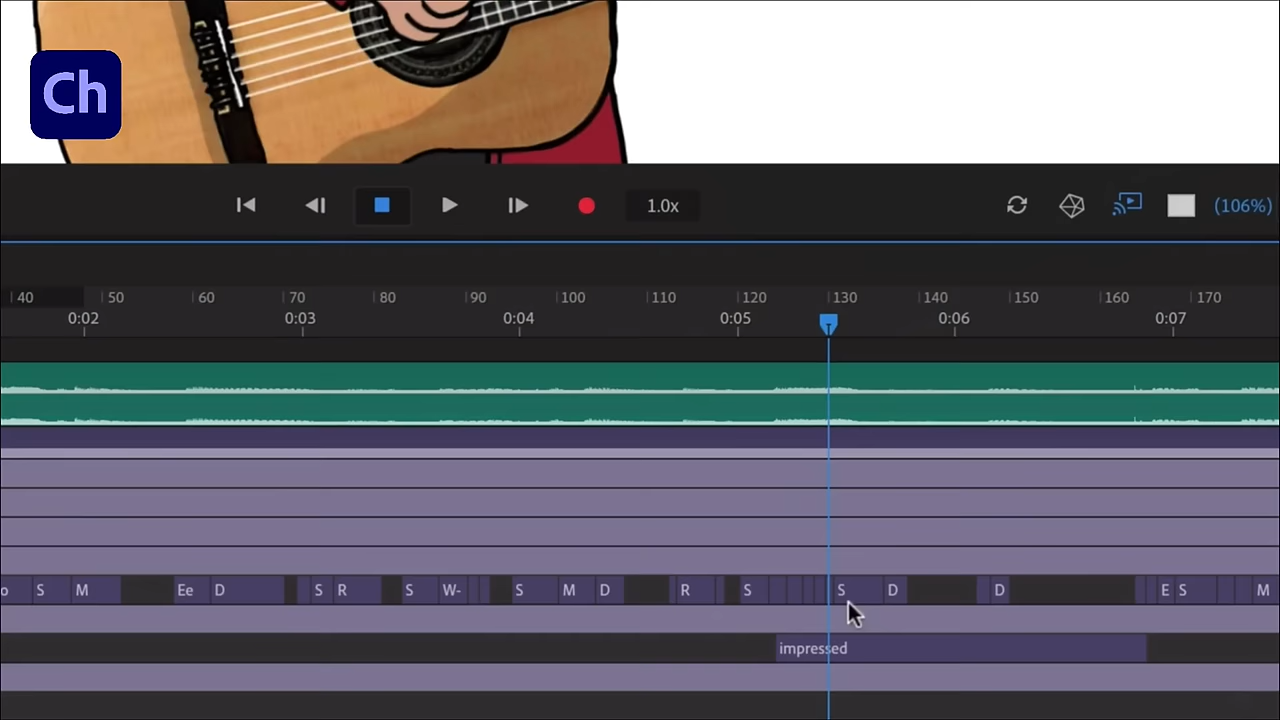 Ch
1.0x
(106%)
40 50 60 70 80 90 100 110 120 130 140 150 160 170
0:02 0:03 0:04 0:05 0:06 0:07
o S M Ee D S R S W- S M D R S S D D E S M
impressed